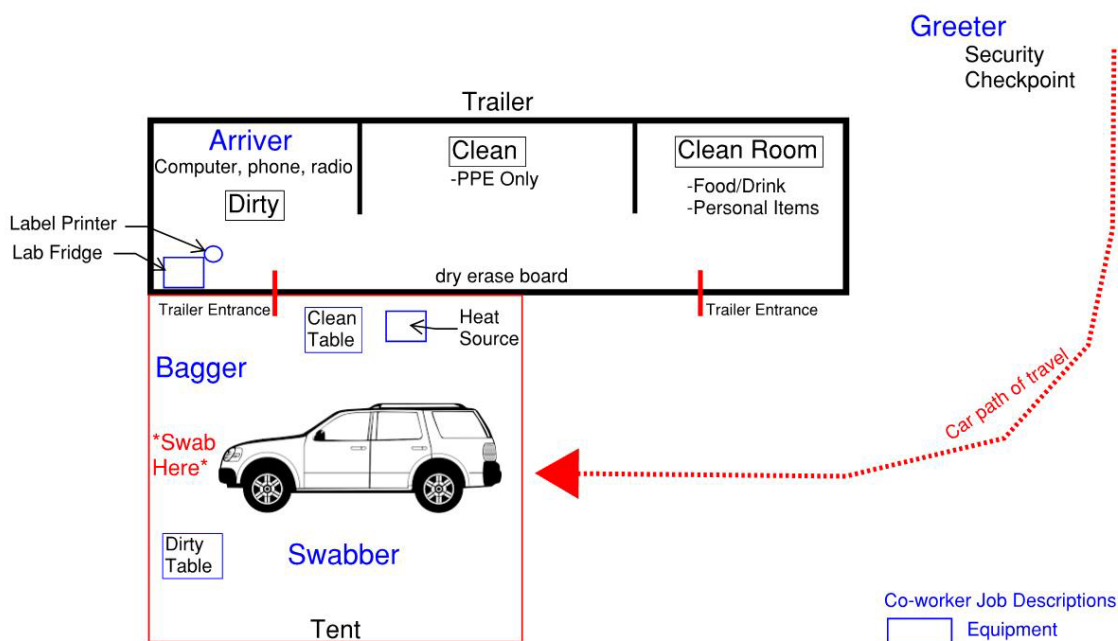 Greeter
Security
Checkpoint
Trailer
Arriver
Computer, phone, radio
Dirty
Clean
-PPE Only
Clean Room
-Food/Drink
-Personal Items
Label Printer
Lab Fridge
dry erase board
Trailer Entrance
Clean
Table
Heat
Source
Trailer Entrance
Bagger
*Swab
Here*
Car path of travel
Dirty
Table
Swabber
Tent
Co-worker Job Descriptions
Equipment